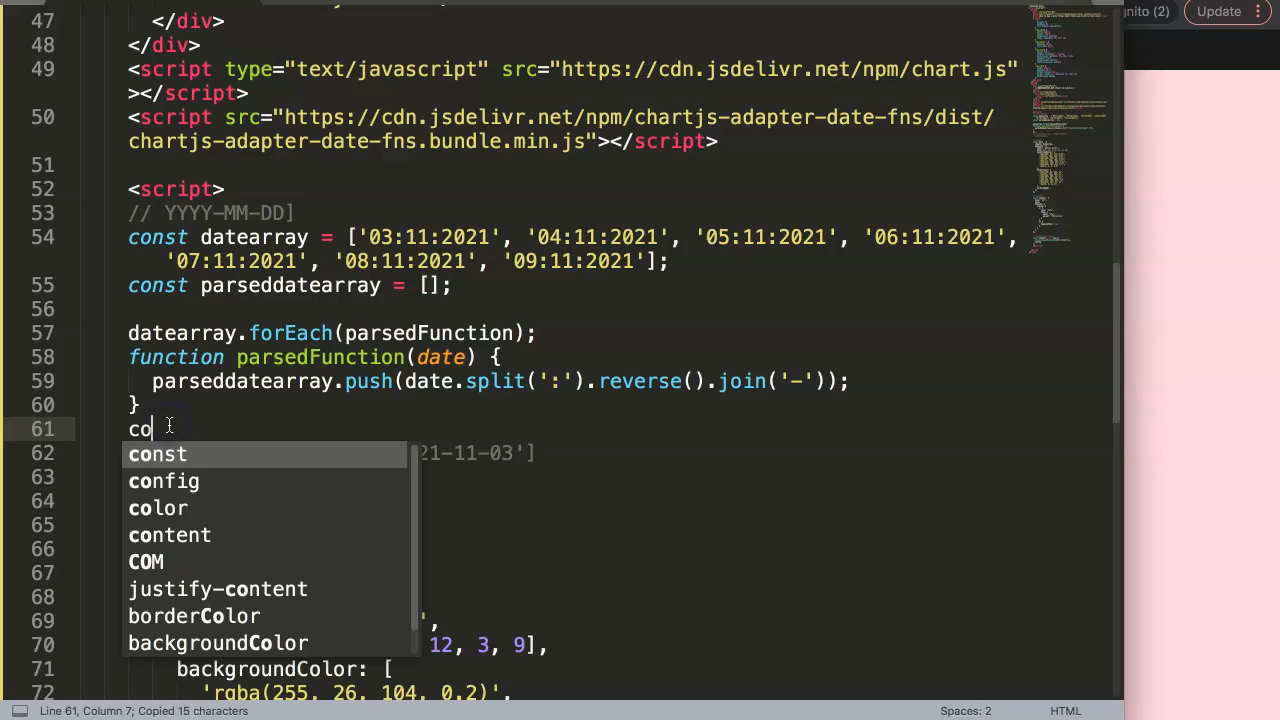 gnito (2)
Update
47 </div>
48 </div>
49 <script type="text/javascript" src="https://cdn.jsdelivr.net/npm/chart.js"
></script>
50 <script src="https://cdn.jsdelivr.net/npm/chartjs-adapter-date-fns/dist/
chartjs-adapter-date-fns.bundle.min.js"></script>
51
52 <script>
53 // YYYY-MM-DD]
54 const datearray = ['03:11:2021', '04:11:2021', '05:11:2021', '06:11:2021',
'07:11:2021', '08:11:2021', '09:11:2021'];
55 const parseddatearray = [];
56
57 datearray.forEach(parsedFunction);
58 function parsedFunction(date) {
59 parseddatearray.push(date.split(':').reverse().join('-'));
60 }
61 co
62 21-11-03']
63 const
64 config
65 color
66 content
67 COM
68 justify-content
69 borderColor ',
70 backgroundColor 12, 3, 9],
71 backgroundColor: [
72 'rgba(255, 26, 104, 0.2)',
Line 61, Column 7; Copied 15 characters
Spaces: 2
HTML